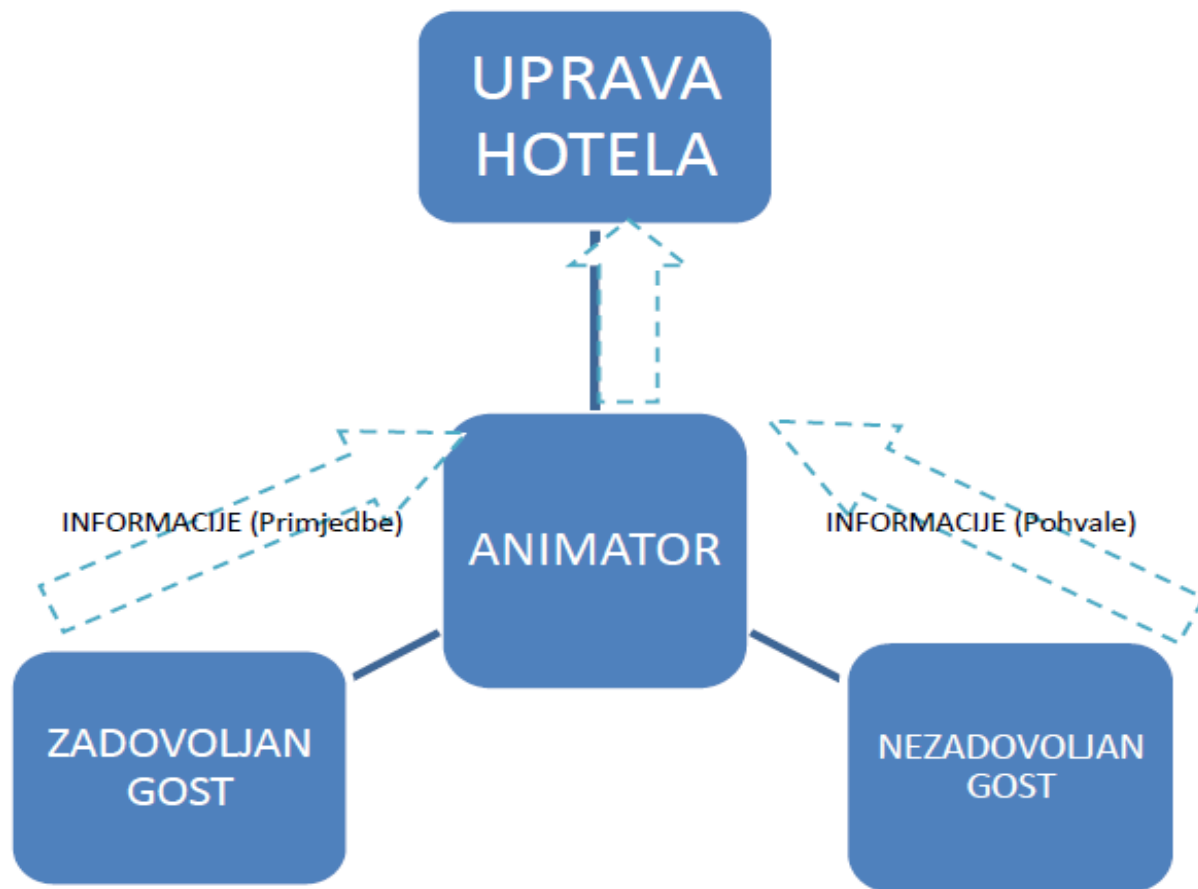 UPRAVA
HOTELA
INFORMACIJE (Primjedbe)
ANIMATOR
INFORMACIJE (Pohvale)
ZADOVOLJAN
GOST
NEZADOVOLJAN
GOST